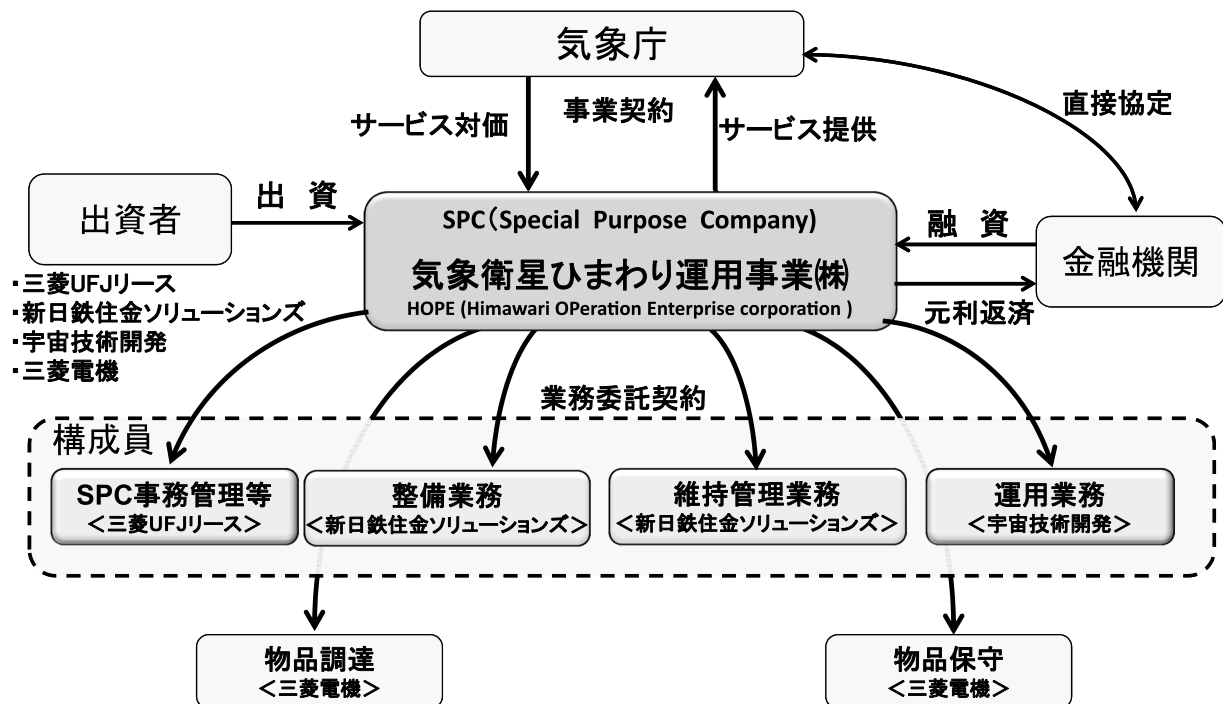 気象庁
サービス対価
事業契約
サービス提供
直接協定
出資者
出 資
SPC(Special Purpose Company)
気象衛星ひまわり運用事業㈱
HOPE (Himawari OPeration Enterprise corporation )
融 資
金融機関
元利返済
・三菱UFJリース
・新日鉄住金ソリューションズ
・宇宙技術開発
・三菱電機
業務委託契約
構成員
SPC事務管理等
<三菱UFJリース>
整備業務
<新日鉄住金ソリューションズ>
維持管理業務
<新日鉄住金ソリューションズ>
運用業務
<宇宙技術開発>
物品調達
<三菱電機>
物品保守
<三菱電機>